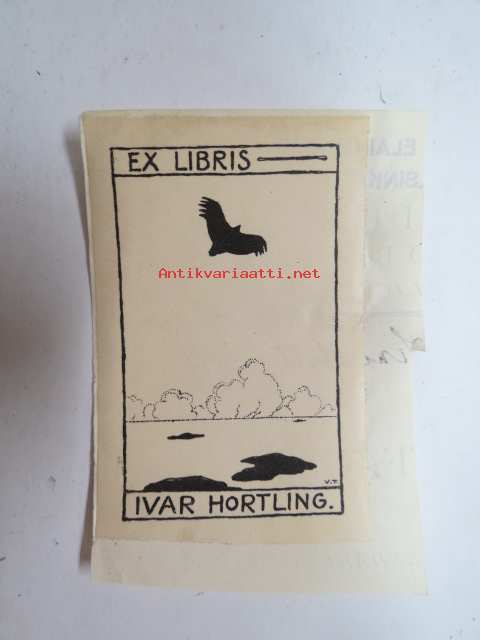 EX LIBRIS
Antikvariaatti.net
V.T.
IVAR HORTLING.